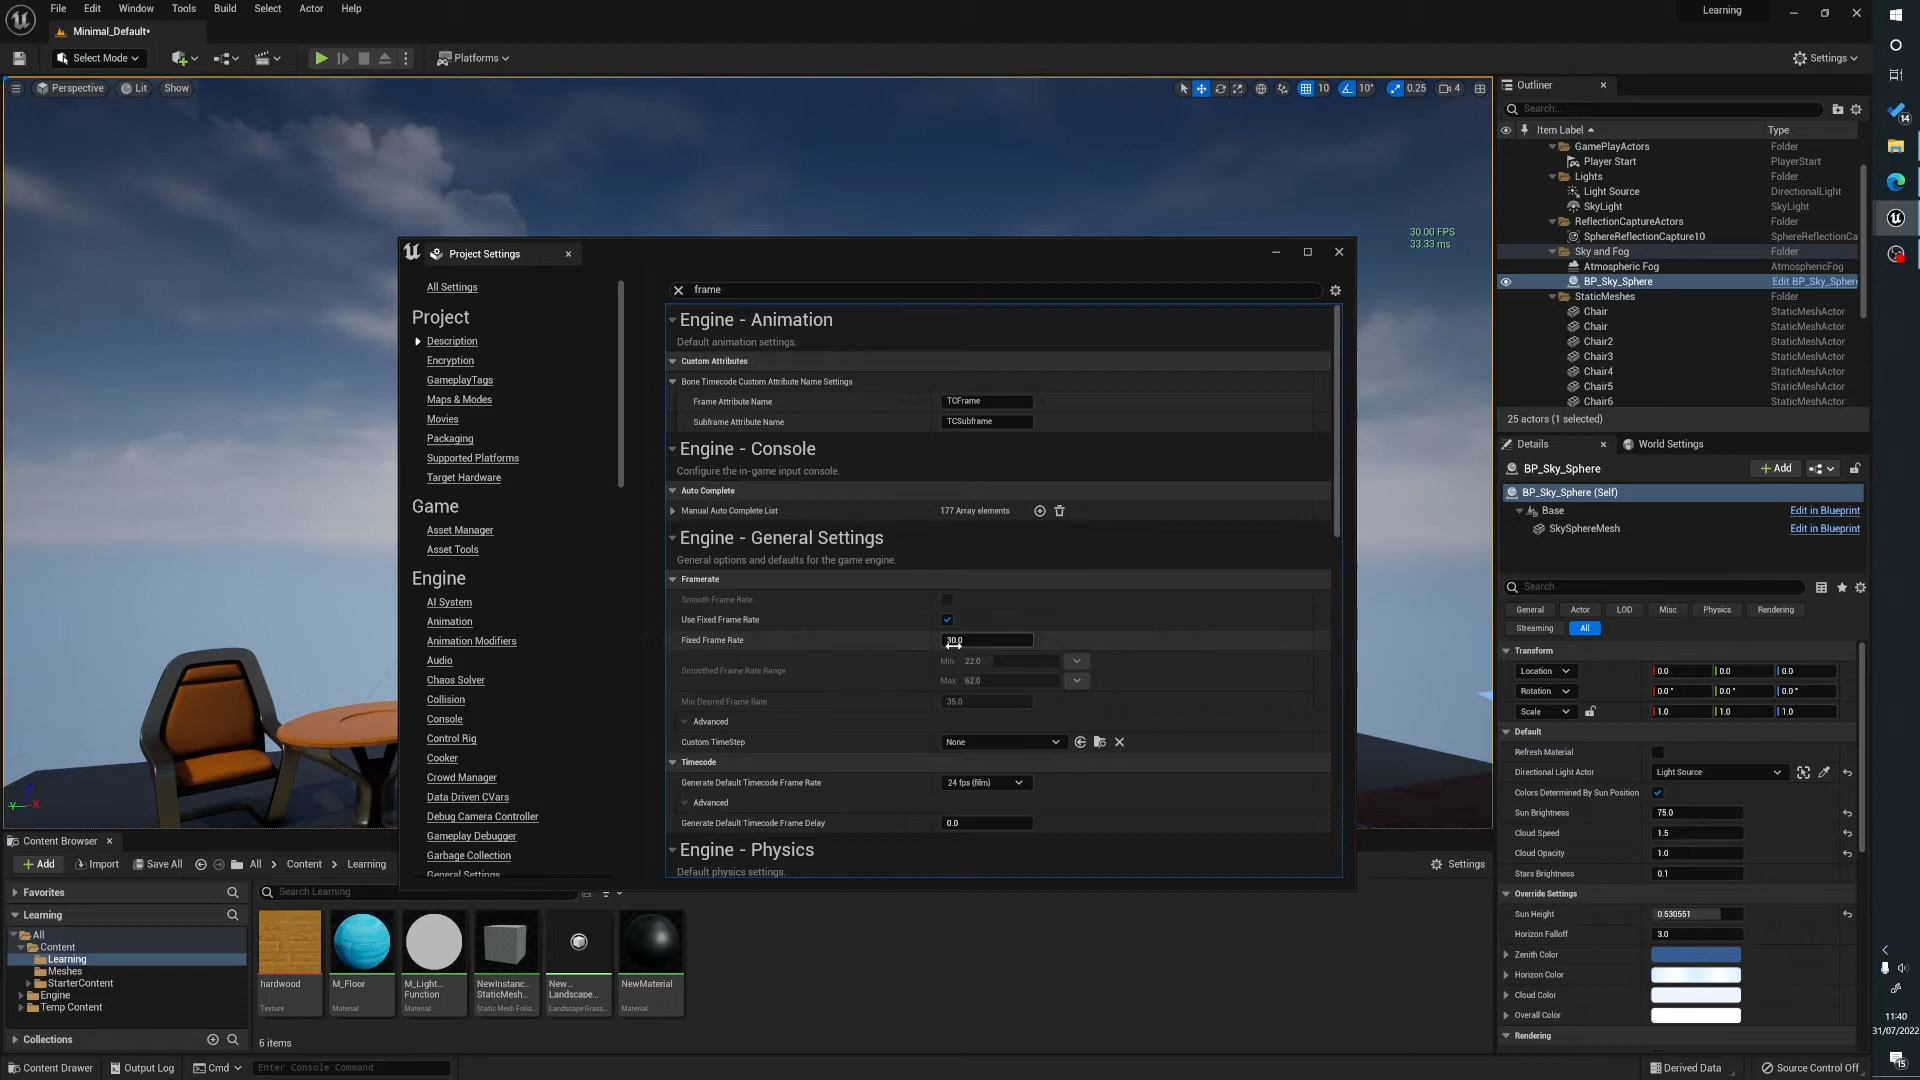 File Edit Window Tools Build Select Actor Help
Learning
Minimal_Default*
Select Mode
Platforms
Settings
Perspective Lit Show
10 10° 0.25 4
30.00 FPS
33.33 ms
Project Settings
All Settings
Project
Description
Encryption
GameplayTags
Maps & Modes
Movies
Packaging
Supported Platforms
Target Hardware
Game
Asset Manager
Asset Tools
Engine
AI System
Animation
Animation Modifiers
Audio
Chaos Solver
Collision
Console
Control Rig
Cooker
Crowd Manager
Data Driven CVars
Debug Camera Controller
Gameplay Debugger
Garbage Collection
General Settings
frame
Engine - Animation
Default animation settings.
Custom Attributes
Bone Timecode Custom Attribute Name Settings
Frame Attribute Name TCFrame
Subframe Attribute Name TCSubframe
Engine - Console
Configure the in-game input console.
Auto Complete
Manual Auto Complete List 177 Array elements
Engine - General Settings
General options and defaults for the game engine.
Framerate
Smooth Frame Rate
Use Fixed Frame Rate
Fixed Frame Rate 30.0
Smoothed Frame Rate Range Min 22.0
Max 62.0
Min Desired Frame Rate 35.0
Advanced
Custom TimeStep None
Timecode
Generate Default Timecode Frame Rate 24 fps (film)
Advanced
Generate Default Timecode Frame Delay 0.0
Engine - Physics
Default physics settings.
Outliner
Search...
Item Label Type
GamePlayActors Folder
Player Start PlayerStart
Lights Folder
Light Source DirectionalLight
SkyLight SkyLight
ReflectionCaptureActors Folder
SphereReflectionCapture10 SphereReflectionCa
Sky and Fog Folder
Atmospheric Fog AtmosphericFog
BP_Sky_Sphere Edit BP_Sky_Sphere
StaticMeshes Folder
Chair StaticMeshActor
Chair StaticMeshActor
Chair2 StaticMeshActor
Chair3 StaticMeshActor
Chair4 StaticMeshActor
Chair5 StaticMeshActor
Chair6 StaticMeshActor
25 actors (1 selected)
Details World Settings
BP_Sky_Sphere Add
BP_Sky_Sphere (Self)
Base Edit in Blueprint
SkySphereMesh Edit in Blueprint
Search
General Actor LOD Misc Physics Rendering
Streaming All
Transform
Location 0.0 0.0 0.0
Rotation 0.0° 0.0° 0.0°
Scale 1.0 1.0 1.0
Default
Refresh Material
Directional Light Actor Light Source
Colors Determined By Sun Position
Sun Brightness 75.0
Cloud Speed 1.5
Cloud Opacity 1.0
Stars Brightness 0.1
Override Settings
Sun Height 0.530551
Horizon Falloff 3.0
Zenith Color
Horizon Color
Cloud Color
Overall Color
Rendering
Content Browser
Add Import Save All All Content Learning
Settings
Favorites
Learning
All
Content
Learning
Meshes
StarterContent
Engine
Temp Content
Collections
Search Learning
hardwood
Texture
M_Floor
Material
M_Light_
Function
Material
NewInstanc...
StaticMesh...
Static Mesh Folia
New_
Landscape...
Landscape Grass
NewMaterial
Material
6 items
Content Drawer Output Log Cmd Enter Console Command
Derived Data Source Control Off
14
11:40
31/07/2022
15